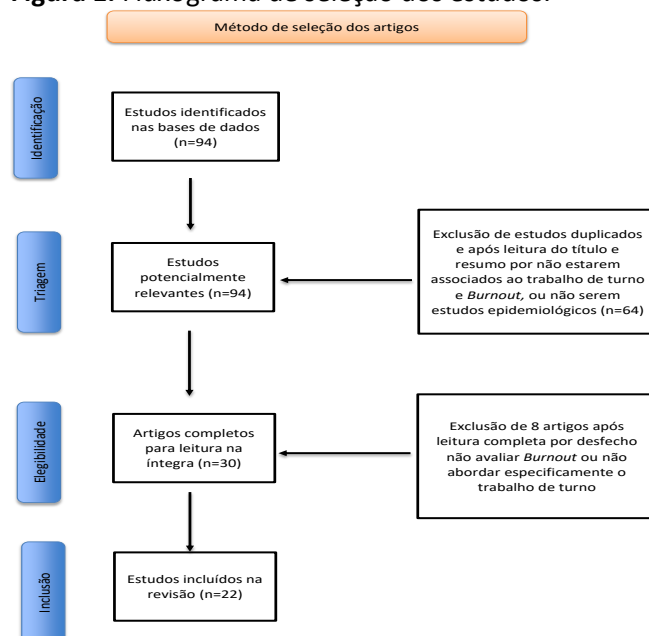 Método de seleção dos artigos
Identificação
Estudos identificados
nas bases de dados
(n=94)
Triagem
Estudos
potencialmente
relevantes (n=94)
Exclusão de estudos duplicados
e após leitura do título e
resumo por não estarem
associados ao trabalho de turno
e Burnout, ou não serem
estudos epidemiológicos (n=64)
Elegibilidade
Artigos completos
para leitura na
íntegra (n=30)
Exclusão de 8 artigos após
leitura completa por desfecho
não avaliar Burnout ou não
abordar especificamente o
trabalho de turno
Inclusão
Estudos incluídos na
revisão (n=22)